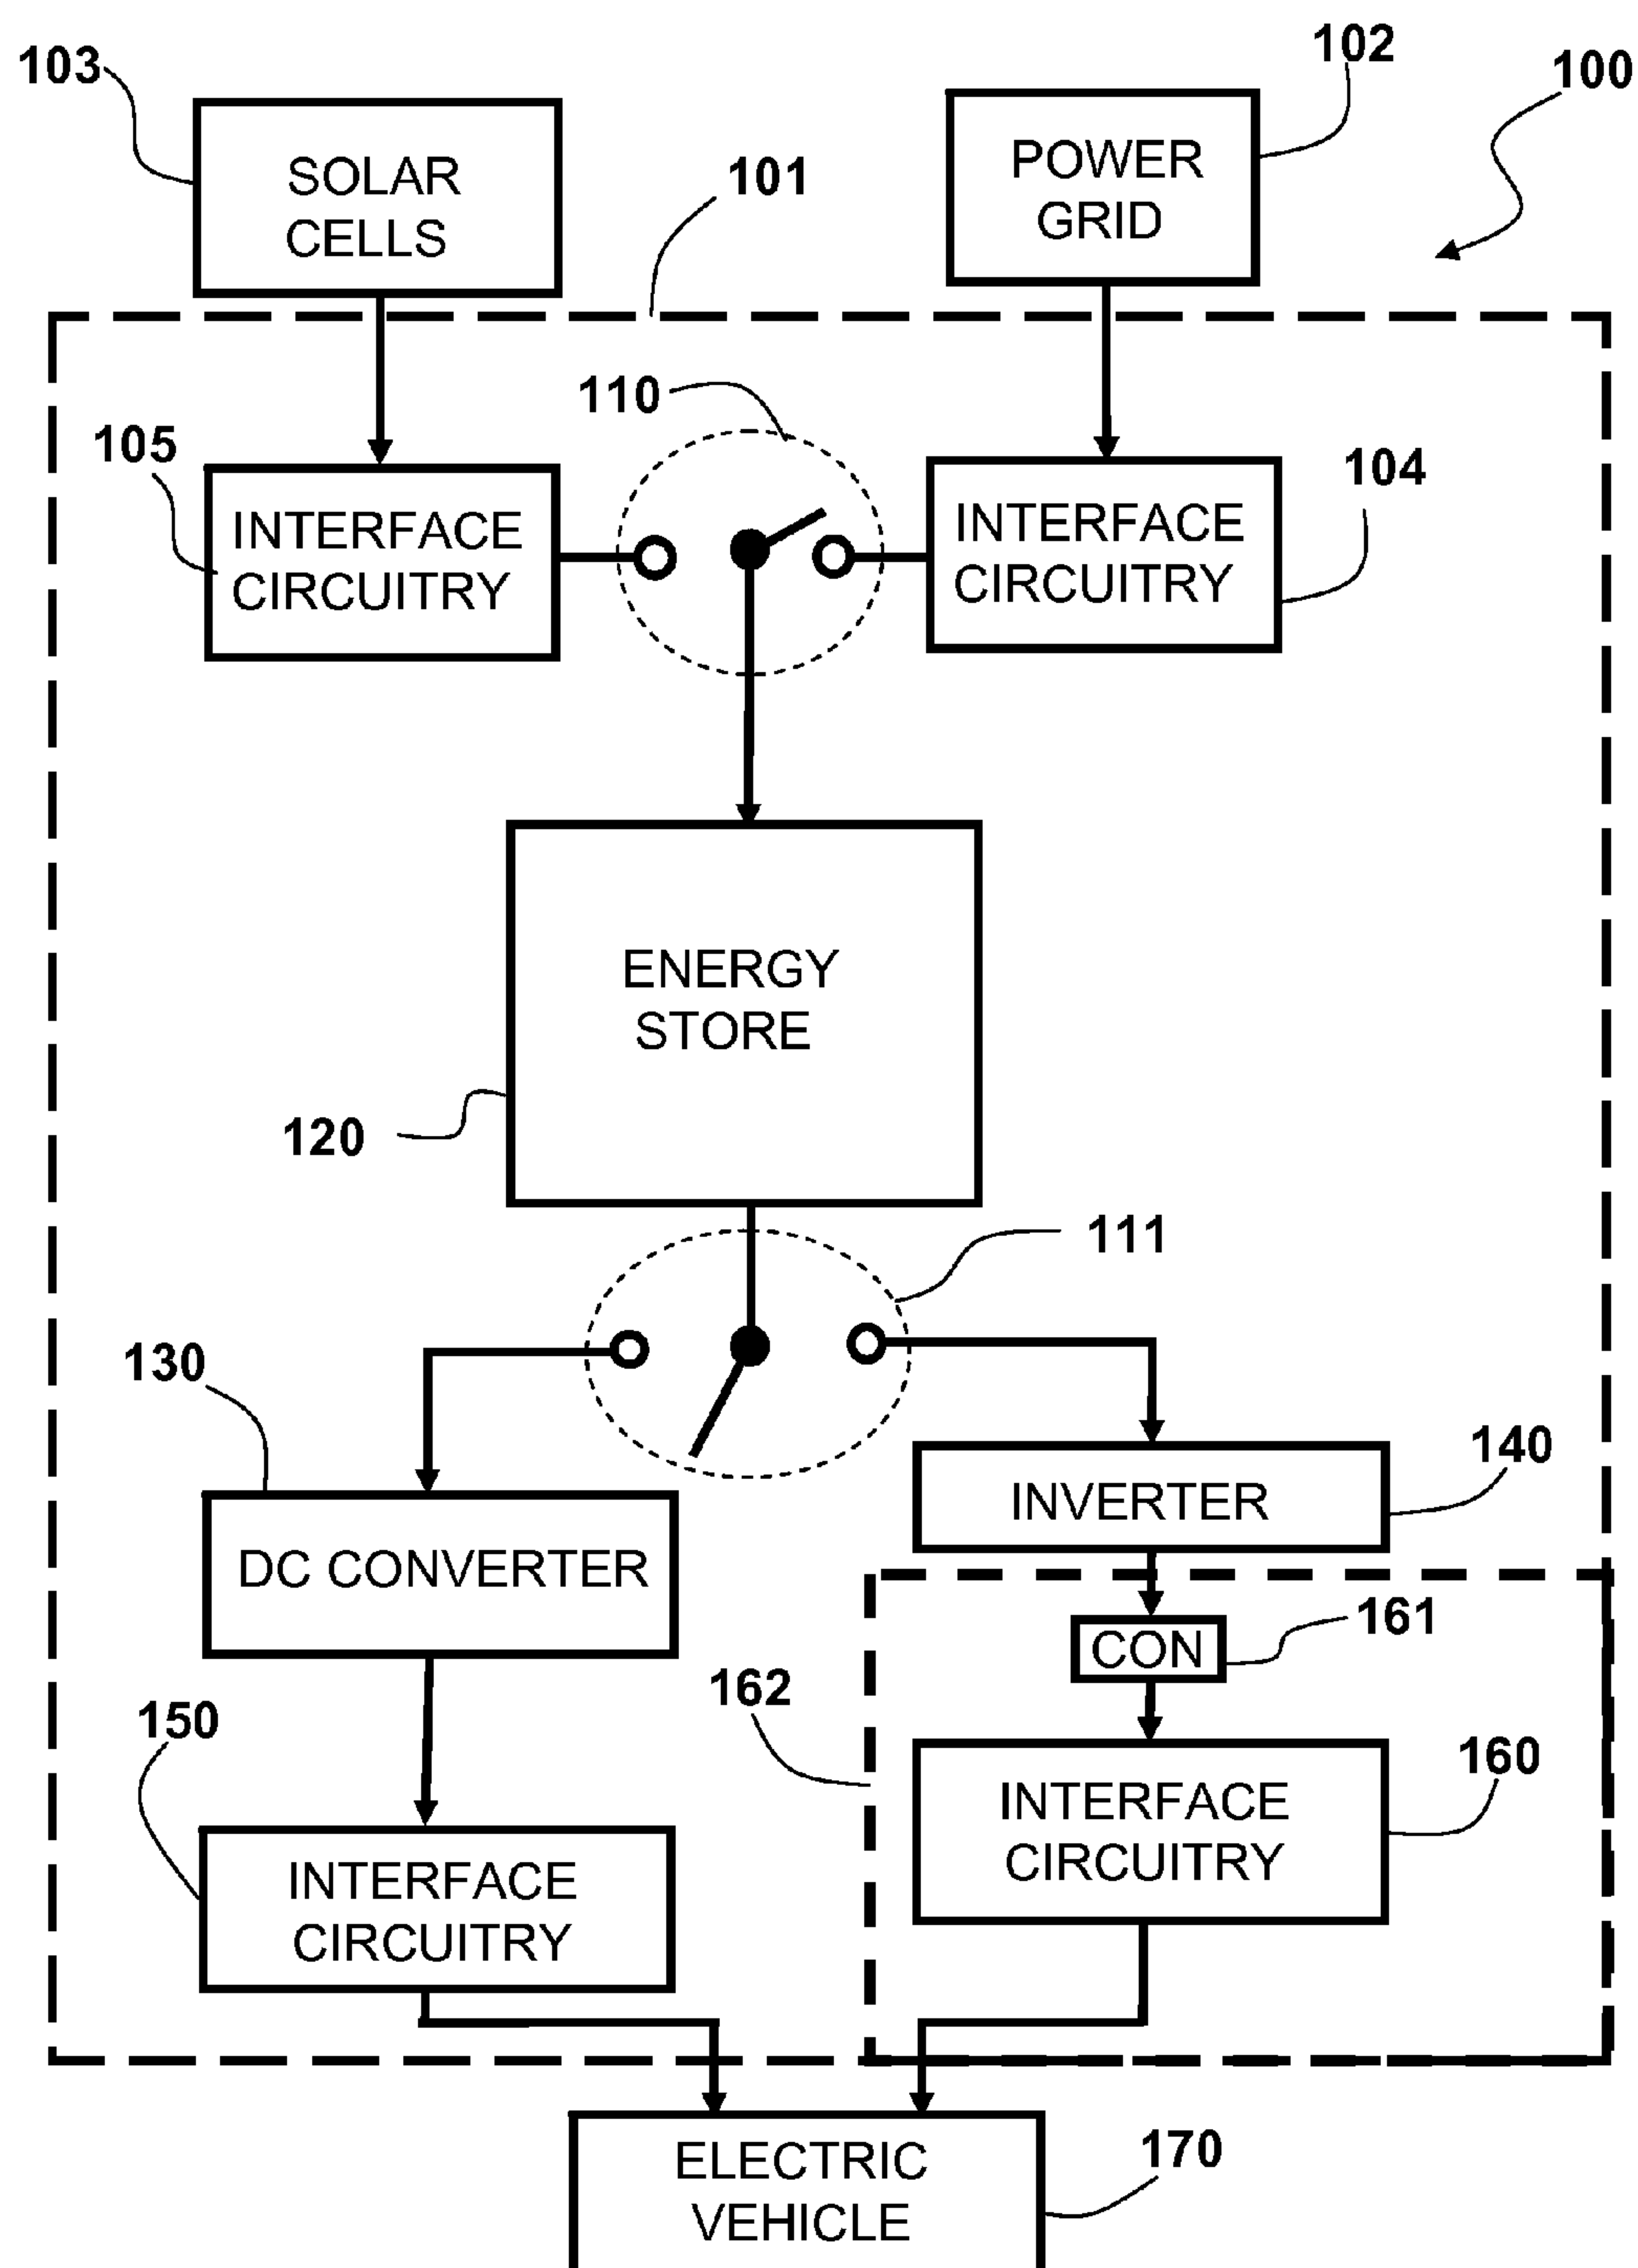 103
102
100
SOLAR
CELLS
POWER
GRID
101
110
105
104
INTERFACE
CIRCUITRY
INTERFACE
CIRCUITRY
ENERGY
STORE
120
111
130
140
INVERTER
DC CONVERTER
161
CON
162
150
160
INTERFACE
CIRCUITRY
INTERFACE
CIRCUITRY
170
ELECTRIC
VEHICLE